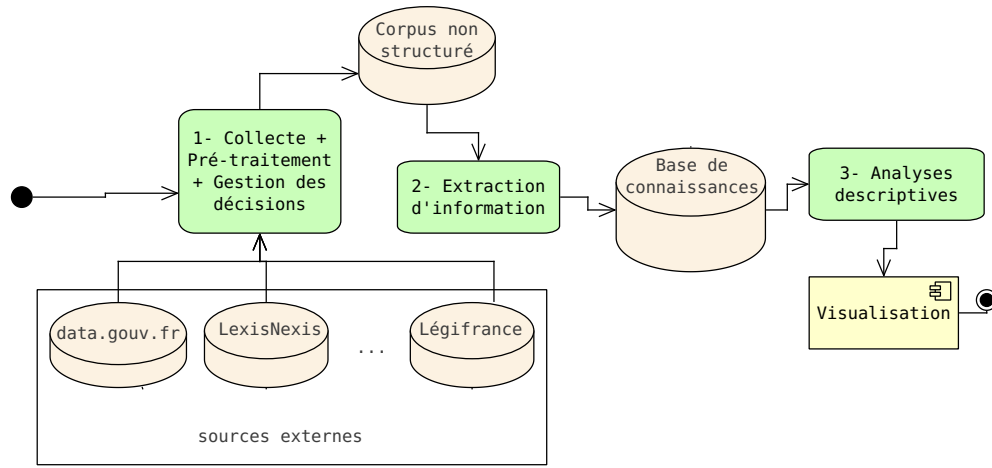 Corpus non
structuré
1- Collecte +
Pré-traitement
+ Gestion des
décisions
2- Extraction
d'information
Base de
connaissances
3- Analyses
descriptives
Visualisation
data.gouv.fr
LexisNexis
...
Légifrance
sources externes